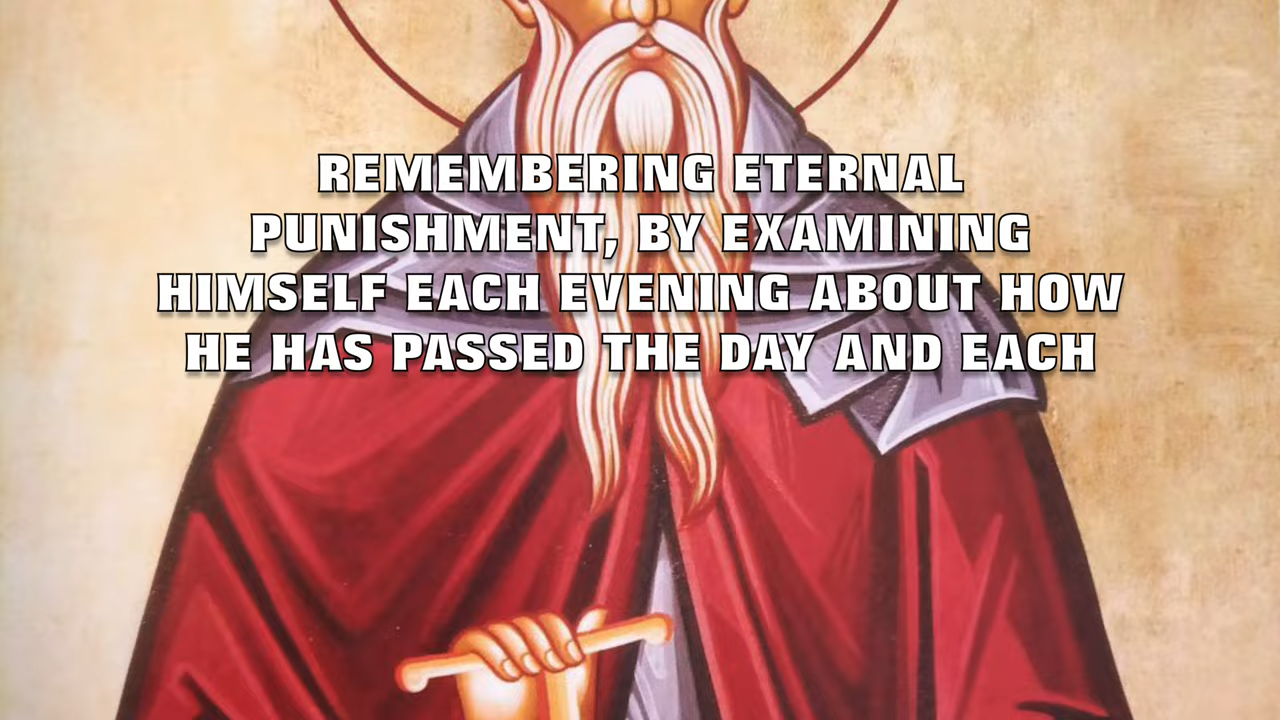 REMEMBERING ETERNAL
PUNISHMENT, BY EXAMINING
HIMSELF EACH EVENING ABOUT HOW
HE HAS PASSED THE DAY AND EACH